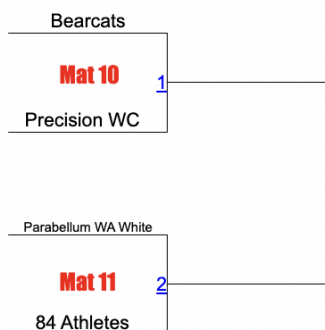 Bearcats
Mat 10
1
Precision WC
Parabellum WA White
Mat 11
2
84 Athletes